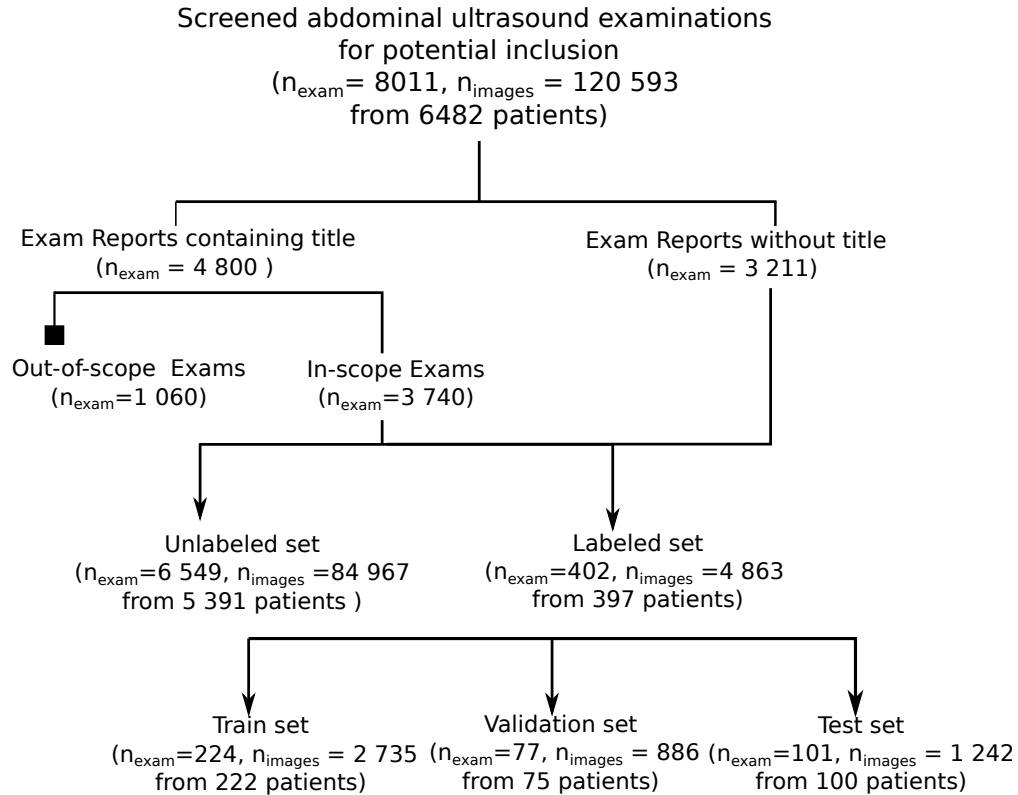 Screened abdominal ultrasound examinations
for potential inclusion
(nexam= 8011, nimages = 120 593
from 6482 patients)
Exam Reports containing title
(nexam = 4 800 )
Exam Reports without title
(nexam = 3 211)
Out-of-scope  Exams
(nexam=1 060)
In-scope Exams
(nexam=3 740)
Unlabeled set
(nexam=6 549, nimages =84 967
from 5 391 patients )
Labeled set
(nexam=402, nimages =4 863
from 397 patients)
Train set
(nexam=224, nimages = 2 735
from 222 patients)
Validation set
(nexam=77, nimages = 886
from 75 patients)
Test set
(nexam=101, nimages = 1 242
from 100 patients)